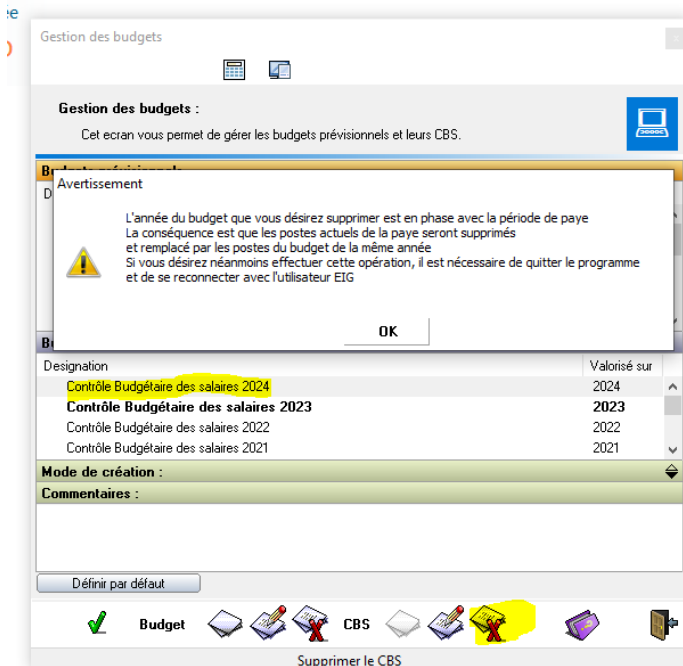 Gestion des budgets
Gestion des budgets :
Cet ecran vous permet de gérer les budgets prévisionnels et leurs CBS.
Avertissement
L'année du budget que vous désirez supprimer est en phase avec la période de paye
La conséquence est que les postes actuels de la paye seront supprimés
et remplacé par les postes du budget de la même année
Si vous désirez néanmoins effectuer cette opération, il est nécessaire de quitter le programme
et de se reconnecter avec l'utilisateur EIG
OK
Designation Valorisé sur
Contrôle Budgétaire des salaires 2024 2024
Contrôle Budgétaire des salaires 2023 2023
Contrôle Budgétaire des salaires 2022 2022
Contrôle Budgétaire des salaires 2021 2021
Mode de création :
Commentaires :
Définir par défaut
Budget CBS
Supprimer le CBS